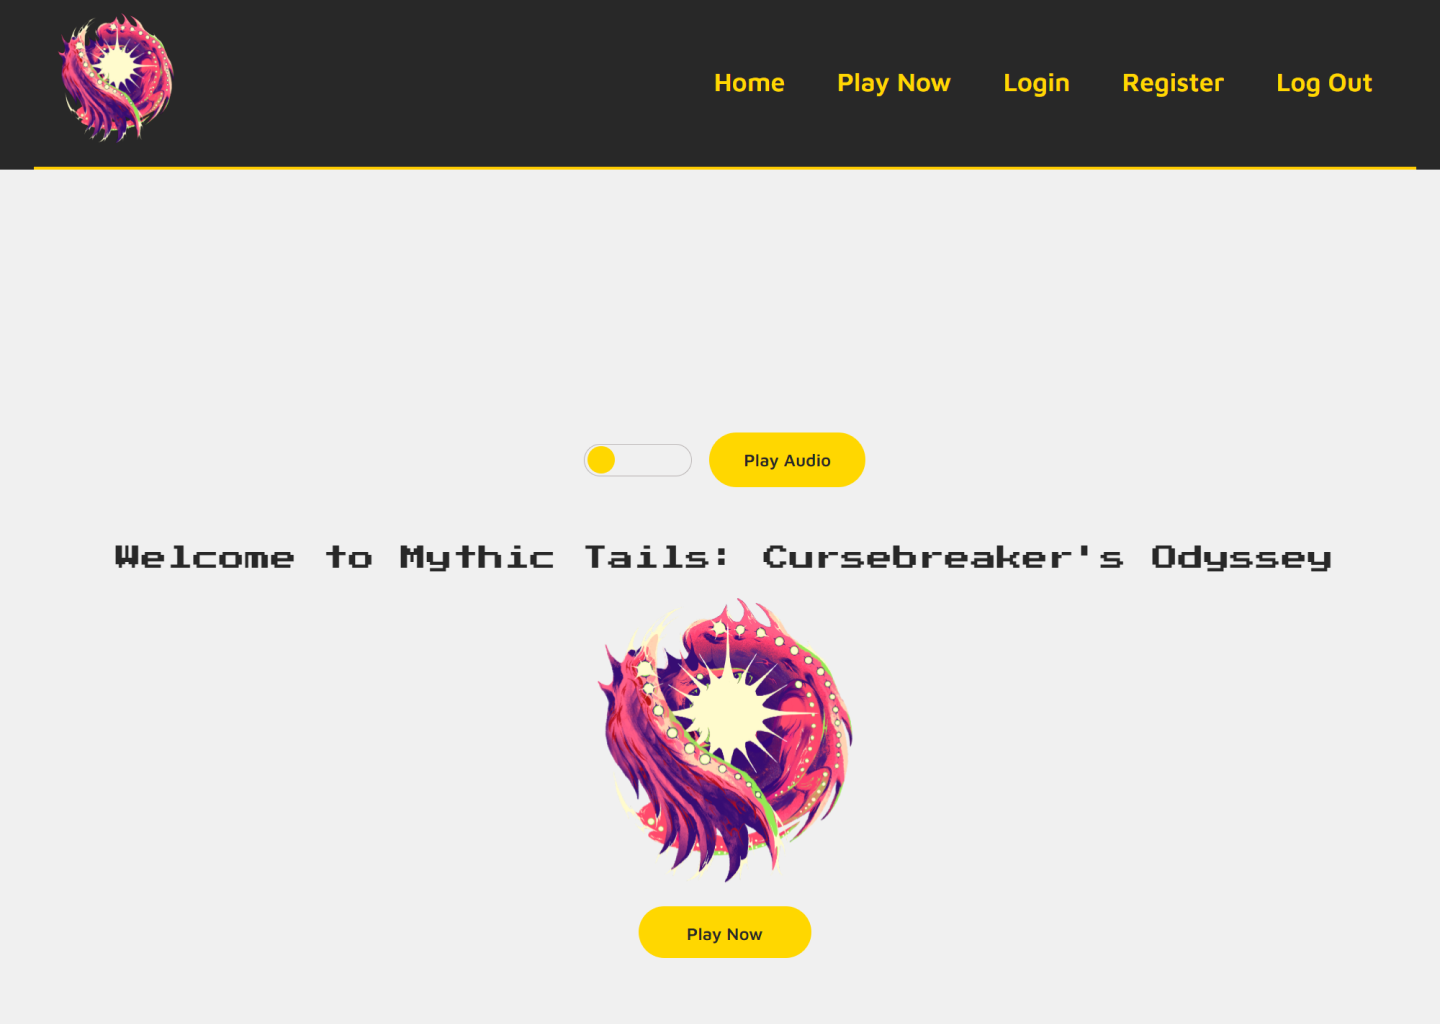 Home Play Now Login Register Log Out
Play Audio
Welcome to Mythic Tails: Cursebreaker's Odyssey
Play Now